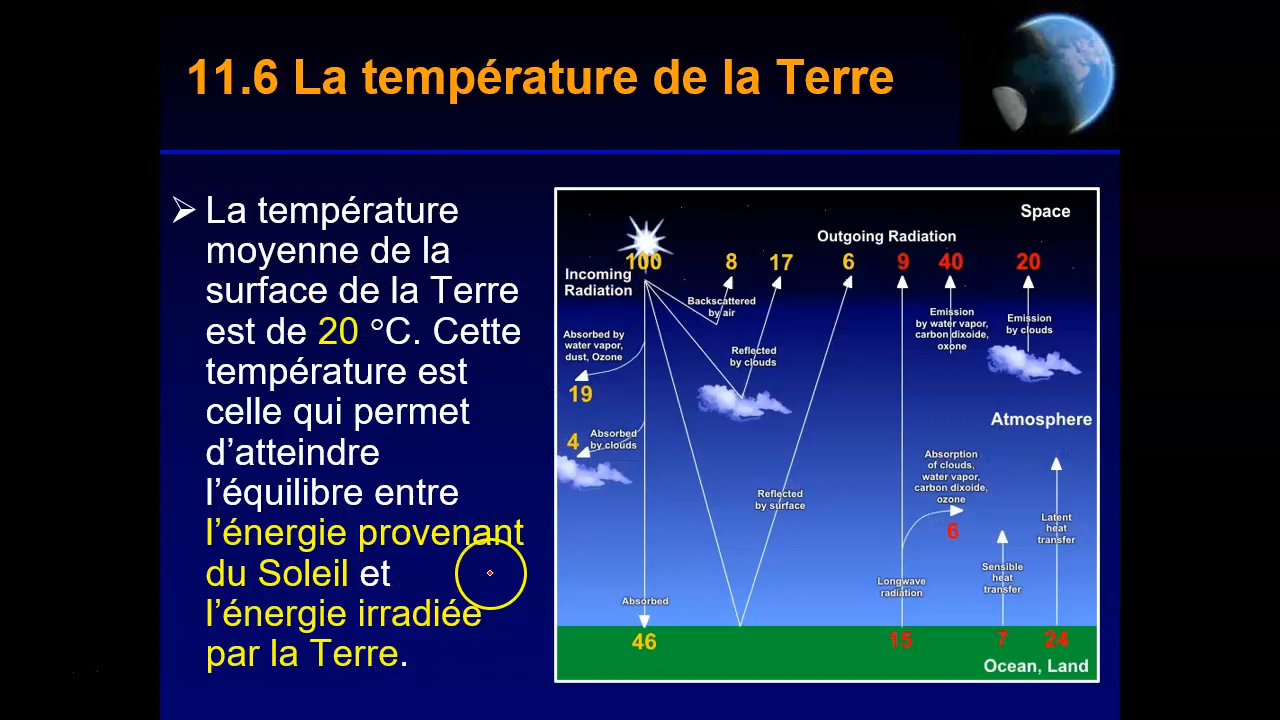 11.6 La température de la Terre
➢ La température
moyenne de la
surface de la Terre
est de 20 °C. Cette
température est
celle qui permet
d’atteindre
l’équilibre entre
l’énergie provenant
du Soleil et
l’énergie irradiée
par la Terre.
Space
Outgoing Radiation
100
8
17
6
9
40
20
Incoming
Radiation
Backscattered
by air
Emission
by water vapor,
carbon dixoide,
oxone
Emission
by clouds
Absorbed by
water vapor,
dust, Ozone
Reflected
by clouds
19
Atmosphere
4
Absorbed
by clouds
Absorption
of clouds,
water vapor,
carbon dixoide,
ozone
6
Reflected
by surface
Latent
heat
transfer
Sensible
heat
transfer
Longwave
radiation
Absorbed
46
15
7
24
Ocean, Land